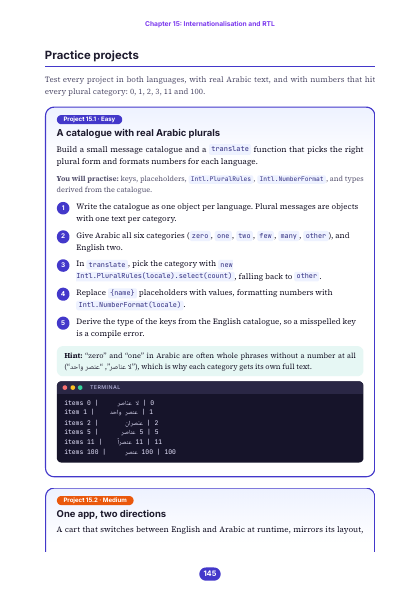 Chapter 15: Internationalisation and RTL
Practice projects
Test every project in both languages, with real Arabic text, and with numbers that hit
every plural category: 0, 1, 2, 3, 11 and 100.
Project 15.1 · Easy
A catalogue with real Arabic plurals
Build a small message catalogue and a translate function that picks the right
plural form and formats numbers for each language.
You will practise: keys, placeholders, Intl.PluralRules, Intl.NumberFormat, and types
derived from the catalogue.
1 Write the catalogue as one object per language. Plural messages are objects
with one text per category.
2 Give Arabic all six categories (zero, one, two, few, many, other), and
English two.
3 In translate, pick the category with new
Intl.PluralRules(locale).select(count), falling back to other.
4 Replace {name} placeholders with values, formatting numbers with
Intl.NumberFormat(locale).
5 Derive the type of the keys from the English catalogue, so a misspelled key
is a compile error.
Hint: “zero” and “one” in Arabic are often whole phrases without a number at all
(“لا عناصر”, “عنصر واحد”), which is why each category gets its own full text.
TERMINAL
items 0 | لا عناصر | 0
item 1 | عنصر واحد | 1
items 2 | عنصران | 2
items 5 | 5 عناصر | 5
items 11 | 11 عنصراً | 11
items 100 | 100 عنصر | 100
Project 15.2 · Medium
One app, two directions
A cart that switches between English and Arabic at runtime, mirrors its layout,
145